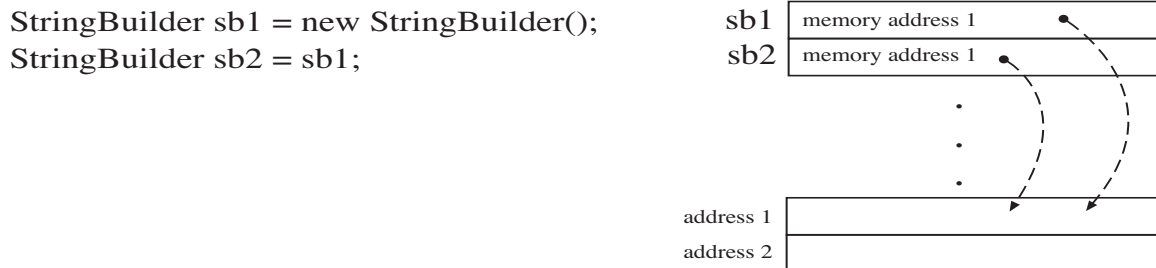 StringBuilder sb1 = new StringBuilder();
StringBuilder sb2 = sb1;
sb1 memory address 1
sb2 memory address 1
address 1
address 2